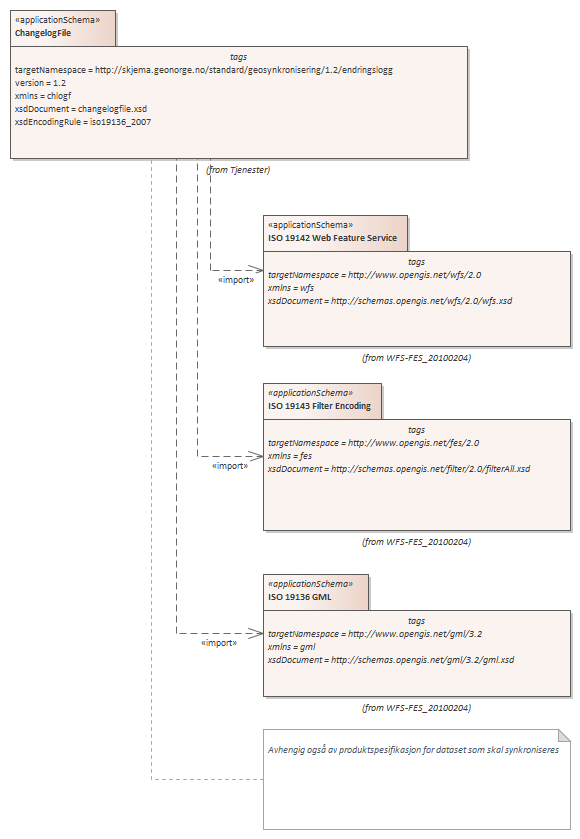 «applicationSchema»
ChangelogFile
tags
targetNamespace = http://skjema.geonorge.no/standard/geosynkronisering/1.2/endringslogg
version = 1.2
xmlns = chlogf
xsdDocument = changelogfile.xsd
xsdEncodingRule = iso19136_2007
(from Tjenester)
«applicationSchema»
ISO 19142 Web Feature Service
tags
targetNamespace = http://www.opengis.net/wfs/2.0
xmlns = wfs
xsdDocument = http://schemas.opengis.net/wfs/2.0/wfs.xsd
«import»
(from WFS-FES_20100204)
«applicationSchema»
ISO 19143 Filter Encoding
tags
targetNamespace = http://www.opengis.net/fes/2.0
xmlns = fes
xsdDocument = http://schemas.opengis.net/filter/2.0/filterAll.xsd
«import»
(from WFS-FES_20100204)
«applicationSchema»
ISO 19136 GML
tags
targetNamespace = http://www.opengis.net/gml/3.2
xmlns = gml
xsdDocument = http://schemas.opengis.net/gml/3.2/gml.xsd
«import»
(from WFS-FES_20100204)
Avhengig også av produktspesifikasjon for dataset som skal synkroniseres